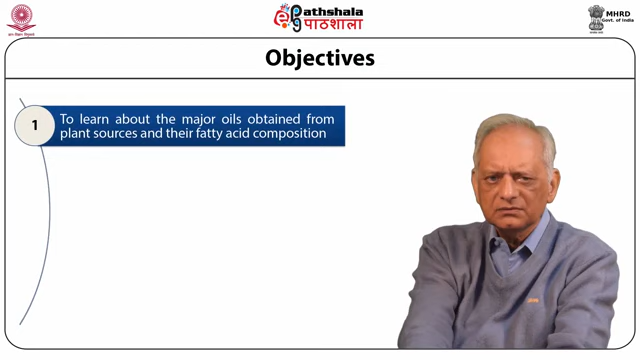 ePathshala
पाठशाला
MHRD
Govt. of India
Objectives
1
To learn about the major oils obtained from
plant sources and their fatty acid composition